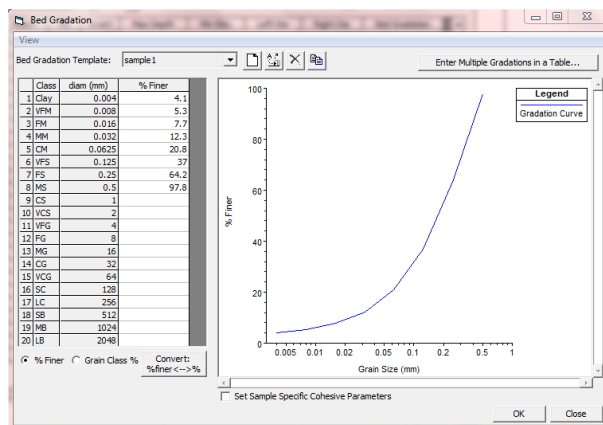 Bed Gradation
View
Bed Gradation Template: sample1 Enter Multiple Gradations in a Table...
Class diam (mm) % Finer
1 Clay 0.004 4.1
2 VFM 0.008 5.3
3 FM 0.016 7.7
4 MM 0.032 12.3
5 CM 0.0625 20.8
6 VFS 0.125 37
7 FS 0.25 64.2
8 MS 0.5 97.8
9 CS 1
10 VCS 2
11 VFG 4
12 FG 8
13 MG 16
14 CG 32
15 VCG 64
16 SC 128
17 LC 256
18 SB 512
19 MB 1024
20 LB 2048
% Finer Grain Class % Convert:
%finer<-->%
Legend
Gradation Curve
100
80
60
40
20
0
% Finer
0.005 0.01 0.02 0.05 0.1 0.2 0.5 1
Grain Size (mm)
Set Sample Specific Cohesive Parameters
OK Close